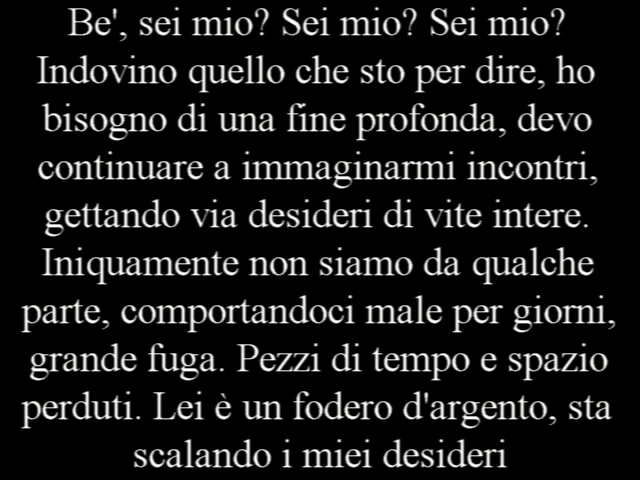 Be', sei mio? Sei mio? Sei mio?
Indovino quello che sto per dire, ho
bisogno di una fine profonda, devo
continuare a immaginarmi incontri,
gettando via desideri di vite intere.
Iniquamente non siamo da qualche
parte, comportandoci male per giorni,
grande fuga. Pezzi di tempo e spazio
perduti. Lei è un fodero d'argento, sta
scalando i miei desideri